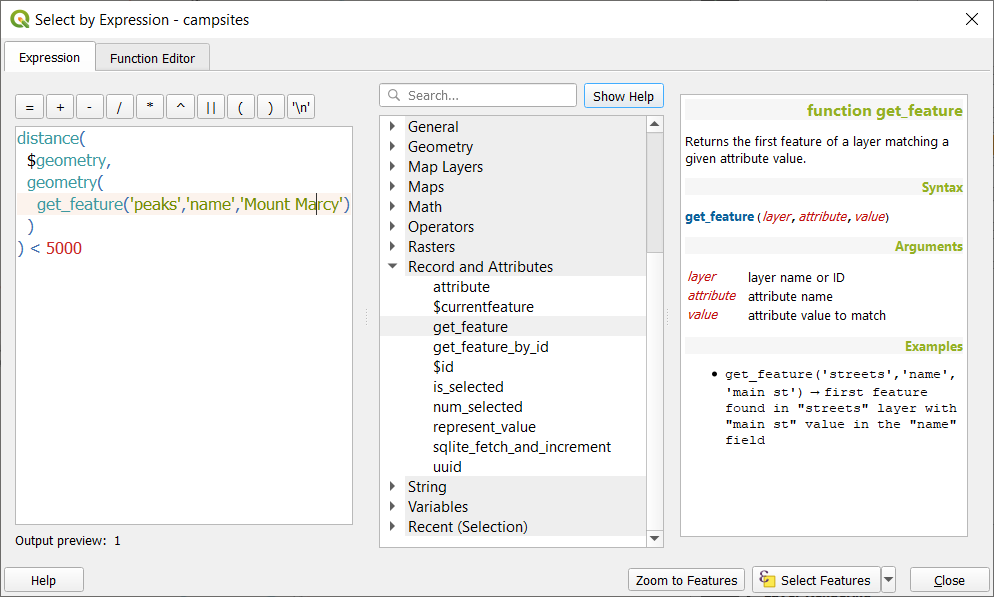 Select by Expression - campsites
Expression
Function Editor
= + - / * ^ || ( ) '\n'
distance(
$geometry,
geometry(
get_feature('peaks','name','Mount Marcy')
)
) < 5000
Output preview: 1
Search...
Show Help
General
Geometry
Map Layers
Maps
Math
Operators
Rasters
Record and Attributes
attribute
$currentfeature
get_feature
get_feature_by_id
$id
is_selected
num_selected
represent_value
sqlite_fetch_and_increment
uuid
String
Variables
Recent (Selection)
function get_feature
Returns the first feature of a layer matching a
given attribute value.
Syntax
get_feature(layer, attribute, value)
Arguments
layer layer name or ID
attribute attribute name
value attribute value to match
Examples
• get_feature('streets','name',
'main st') → first feature
found in "streets" layer with
"main st" value in the "name"
field
Help
Zoom to Features
Select Features
Close